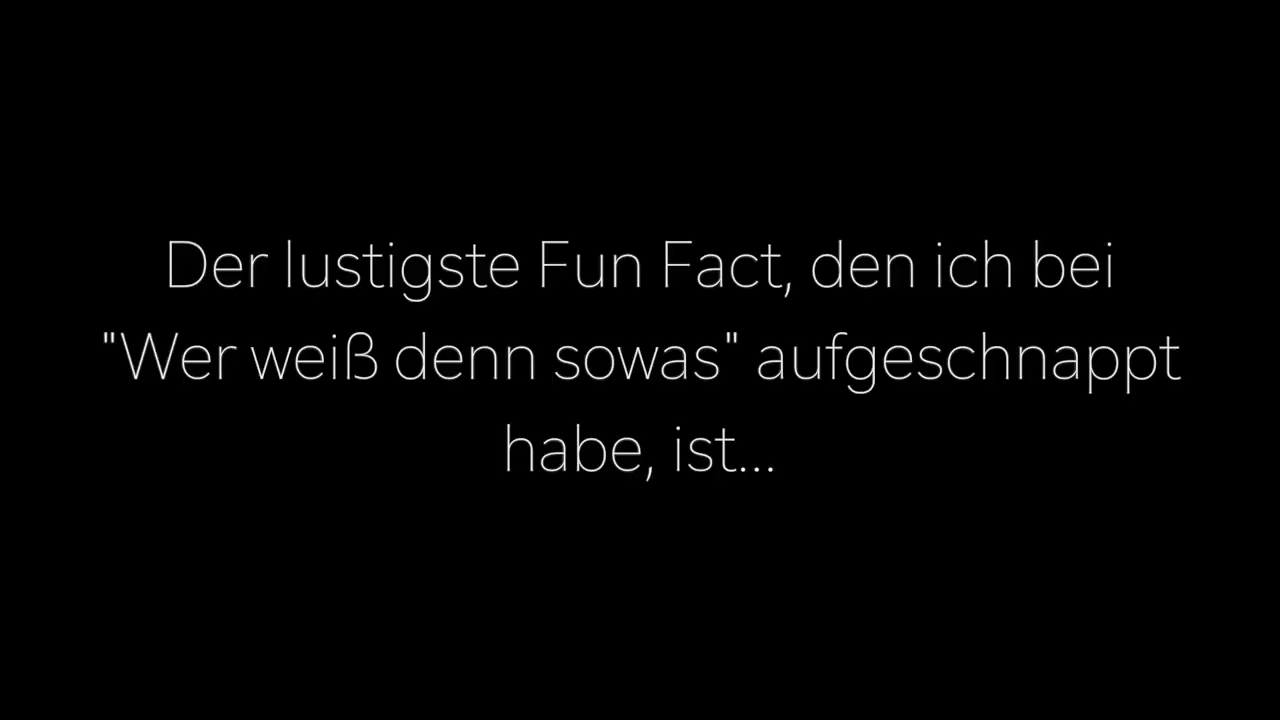 Der lustigste Fun Fact, den ich bei
"Wer weiß denn sowas" aufgeschnappt
habe, ist...